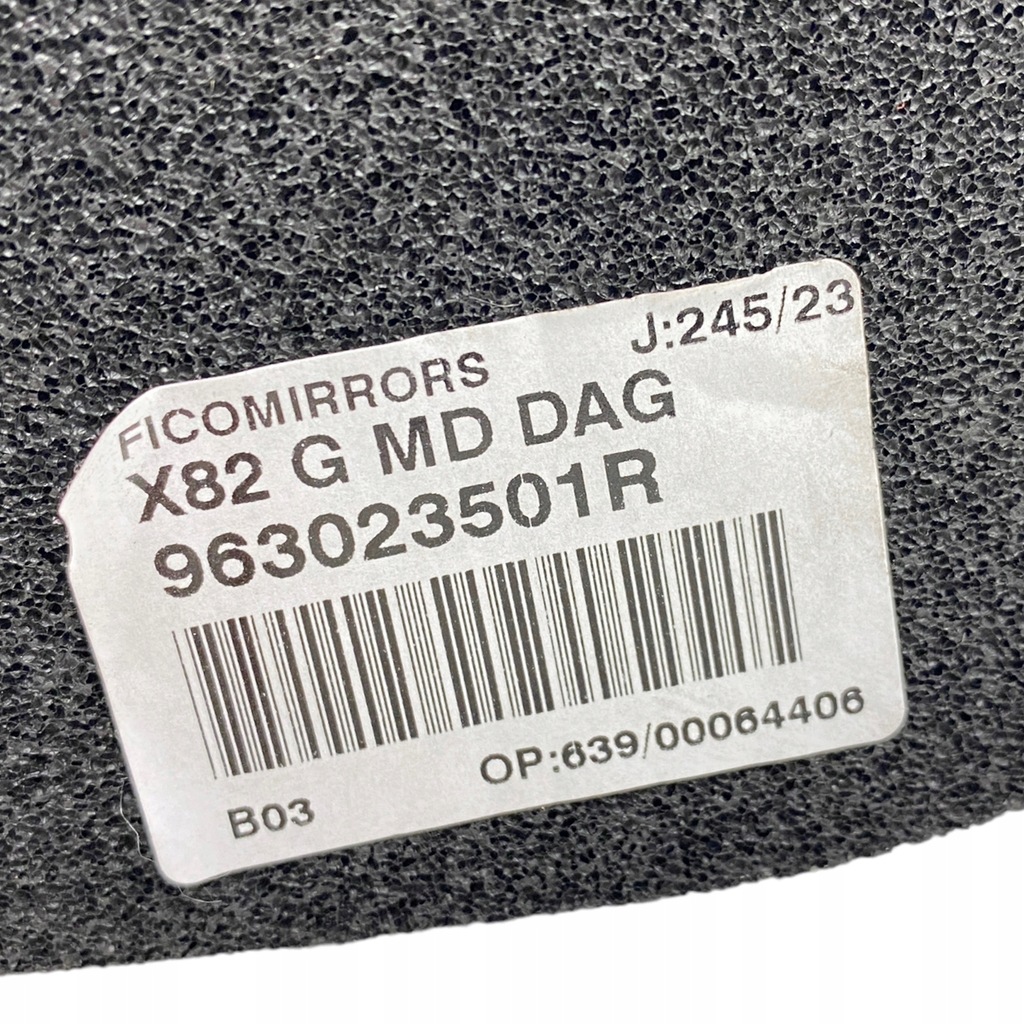 FICOMIRRORS J:245/23
X82 G MD DAG
963023501R
B03 OP:639/00064406